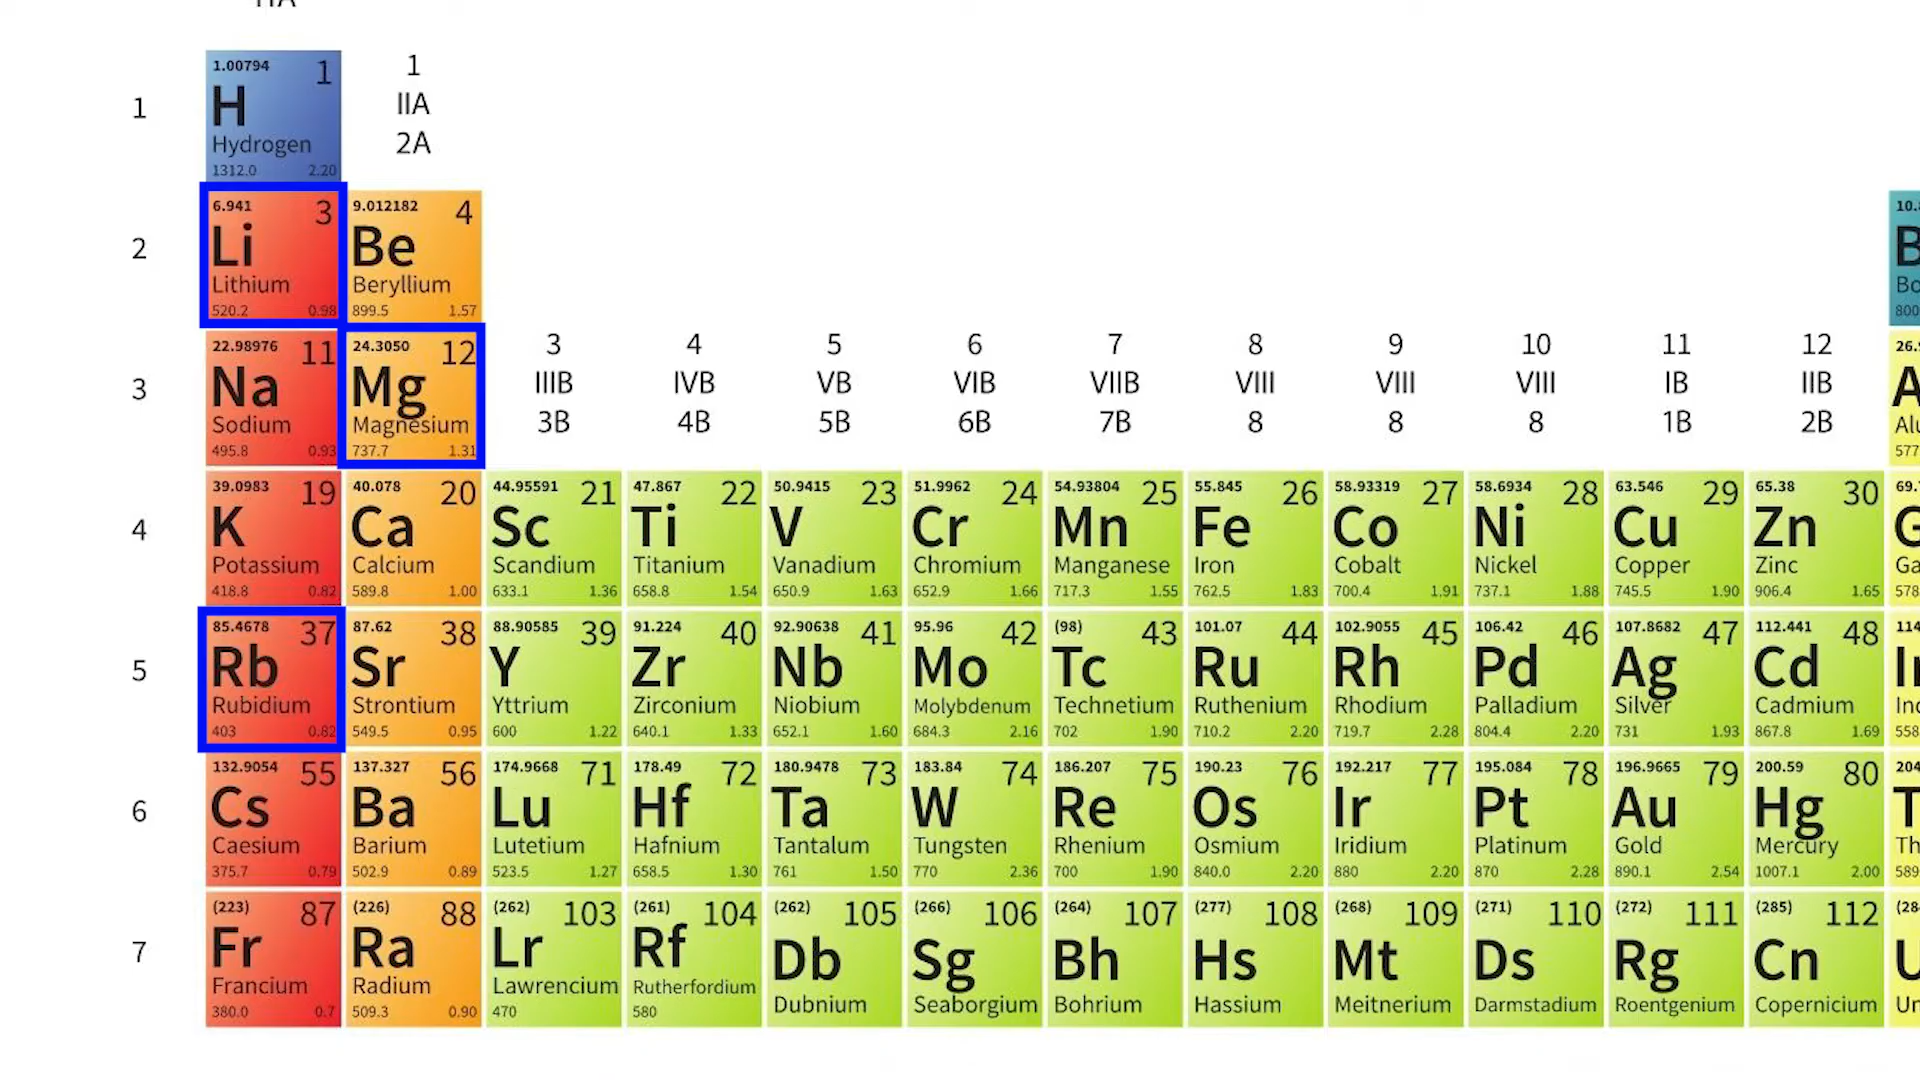 1
1.00794 1
H
Hydrogen
1312.0 2.20
1
IIA
2A
2
6.941 3
Li
Lithium
520.2 0.98
9.012182 4
Be
Beryllium
899.5 1.57
3
22.98976 11
Na
Sodium
495.8 0.93
24.3050 12
Mg
Magnesium
737.7 1.31
3
IIIB
3B
4
IVB
4B
5
VB
5B
6
VIB
6B
7
VIIB
7B
8
VIII
8
9
VIII
8
10
VIII
8
11
IB
1B
12
IIB
2B
4
39.0983 19
K
Potassium
418.8 0.82
40.078 20
Ca
Calcium
589.8 1.00
44.95591 21
Sc
Scandium
633.1 1.36
47.867 22
Ti
Titanium
658.8 1.54
50.9415 23
V
Vanadium
650.9 1.63
51.9962 24
Cr
Chromium
652.9 1.66
54.93804 25
Mn
Manganese
717.3 1.55
55.845 26
Fe
Iron
762.5 1.83
58.93319 27
Co
Cobalt
700.4 1.91
58.6934 28
Ni
Nickel
737.1 1.88
63.546 29
Cu
Copper
745.5 1.90
65.38 30
Zn
Zinc
906.4 1.65
5
85.4678 37
Rb
Rubidium
403 0.82
87.62 38
Sr
Strontium
549.5 0.95
88.90585 39
Y
Yttrium
600 1.22
91.224 40
Zr
Zirconium
640.1 1.33
92.90638 41
Nb
Niobium
652.1 1.60
95.96 42
Mo
Molybdenum
684.3 2.16
(98) 43
Tc
Technetium
702 1.90
101.07 44
Ru
Ruthenium
710.2 2.20
102.9055 45
Rh
Rhodium
719.7 2.28
106.42 46
Pd
Palladium
804.4 2.20
107.8682 47
Ag
Silver
731 1.93
112.441 48
Cd
Cadmium
867.8 1.69
6
132.9054 55
Cs
Caesium
375.7 0.79
137.327 56
Ba
Barium
502.9 0.89
174.9668 71
Lu
Lutetium
523.5 1.27
178.49 72
Hf
Hafnium
658.5 1.30
180.9478 73
Ta
Tantalum
761 1.50
183.84 74
W
Tungsten
770 2.36
186.207 75
Re
Rhenium
700 1.90
190.23 76
Os
Osmium
840.0 2.20
192.217 77
Ir
Iridium
880 2.20
195.084 78
Pt
Platinum
870 2.28
196.9665 79
Au
Gold
890.1 2.54
200.59 80
Hg
Mercury
1007.1 2.00
7
(223) 87
Fr
Francium
380.0 0.7
(226) 88
Ra
Radium
509.3 0.90
(262) 103
Lr
Lawrencium
470
(261) 104
Rf
Rutherfordium
580
(262) 105
Db
Dubnium
(266) 106
Sg
Seaborgium
(264) 107
Bh
Bohrium
(277) 108
Hs
Hassium
(268) 109
Mt
Meitnerium
(271) 110
Ds
Darmstadium
(272) 111
Rg
Roentgenium
(285) 112
Cn
Copernicium